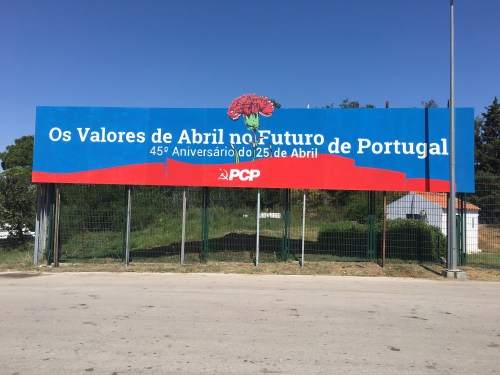 Os Valores de Abril no Futuro de Portugal
45º Aniversário do 25 de Abril
PCP